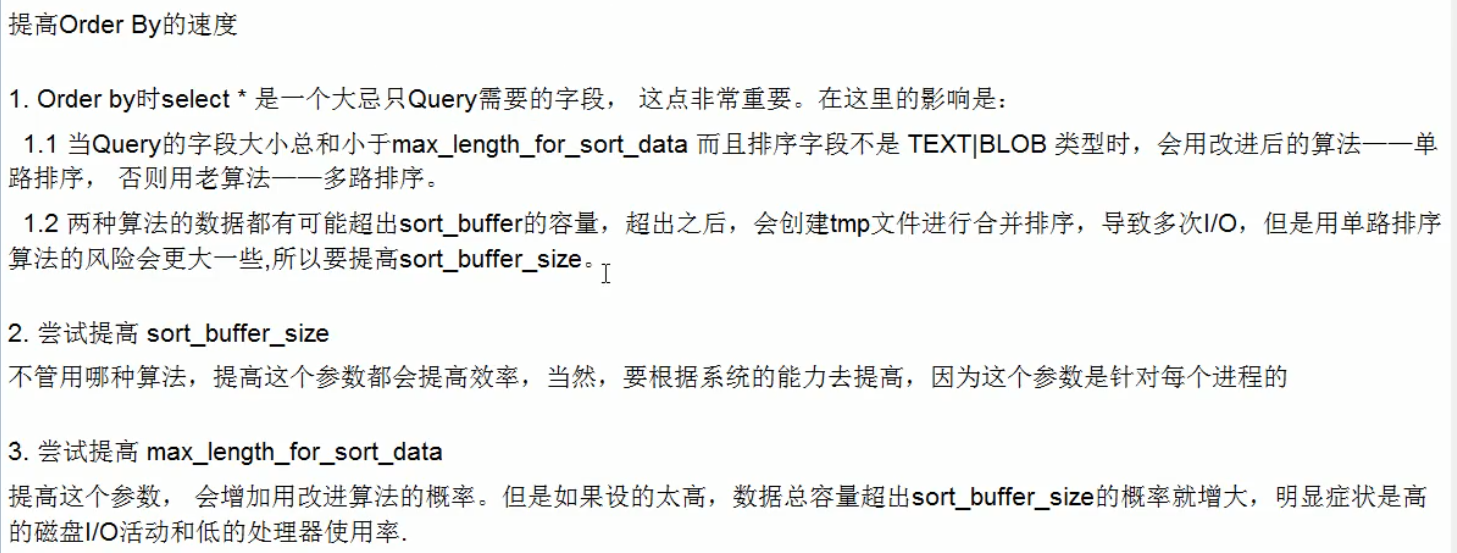 提高Order By的速度
1. Order by时select * 是一个大忌只Query需要的字段， 这点非常重要。在这里的影响是：
1.1 当Query的字段大小总和小于max_length_for_sort_data 而且排序字段不是 TEXT|BLOB 类型时，会用改进后的算法——单
路排序， 否则用老算法——多路排序。
1.2 两种算法的数据都有可能超出sort_buffer的容量，超出之后，会创建tmp文件进行合并排序，导致多次I/O，但是用单路排序
算法的风险会更大一些,所以要提高sort_buffer_size。
2. 尝试提高 sort_buffer_size
不管用哪种算法，提高这个参数都会提高效率，当然，要根据系统的能力去提高，因为这个参数是针对每个进程的
3. 尝试提高 max_length_for_sort_data
提高这个参数， 会增加用改进算法的概率。但是如果设的太高，数据总容量超出sort_buffer_size的概率就增大，明显症状是高
的磁盘I/O活动和低的处理器使用率.